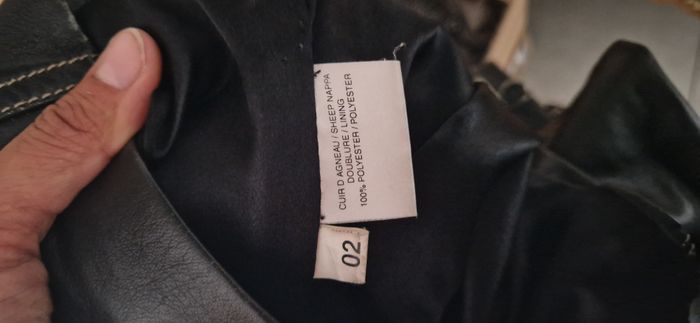 CUIR D AGNEAU / SHEEP NAPPA
DOUBLURE / LINING
100% POLYESTER / POLYESTER
02